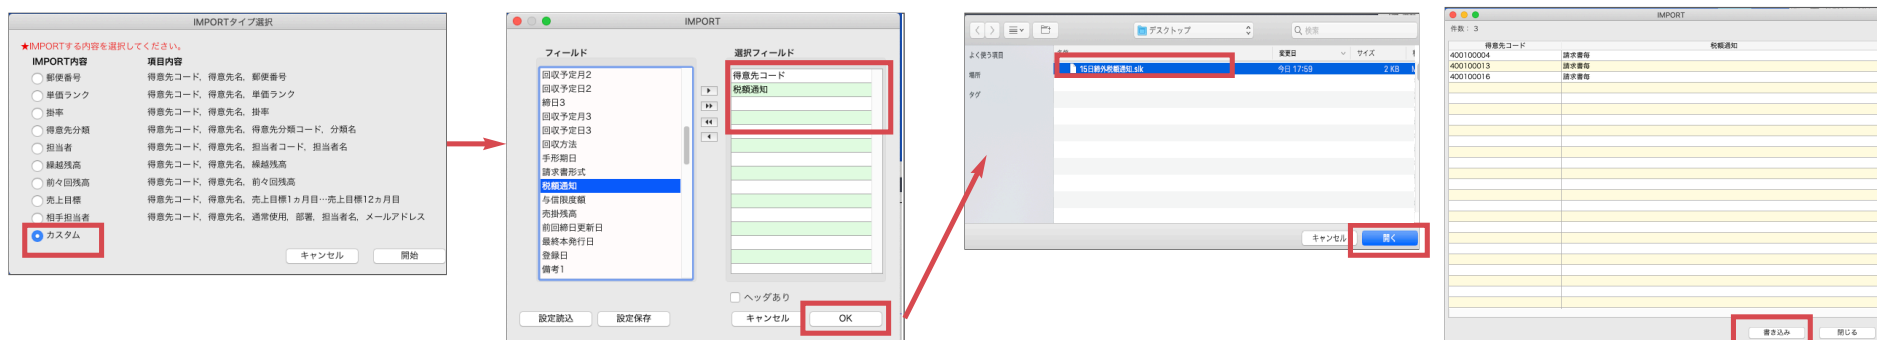 IMPORTタイプ選択
★IMPORTする内容を選択してください。
IMPORT内容 項目内容
郵便番号 得意先コード, 得意先名, 郵便番号
単価ランク 得意先コード, 得意先名, 単価ランク
掛率 得意先コード, 得意先名, 掛率
得意先分類 得意先コード, 得意先名, 得意先分類コード, 分類名
担当者 得意先コード, 得意先名, 担当者コード, 担当者名
繰越残高 得意先コード, 得意先名, 繰越残高
前々回残高 得意先コード, 得意先名, 前々回残高
売上目標 得意先コード, 得意先名, 売上目標1ヵ月目…売上目標12ヵ月目
相手担当者 得意先コード, 得意先名, 通常使用, 部署, 担当者名, メールアドレス
カスタム
キャンセル 開始
IMPORT
フィールド
回収予定月2
回収予定日2
締日3
回収予定月3
回収予定日3
回収方法
手形期日
請求書形式
税額通知
与信限度額
売掛残高
前回締日更新日
最終本発行日
登録日
備考1
選択フィールド
得意先コード
税額通知
ヘッダあり
設定読込 設定保存 キャンセル OK
デスクトップ 検索
よく使う項目
場所
タグ
変更日 サイズ
15日締外税額通知.slk 今日 17:59 2 KB
キャンセル 開く
IMPORT
件数: 3
得意先コード 税額通知
400100004 請求書毎
400100013 請求書毎
400100016 請求書毎
書き込み 閉じる